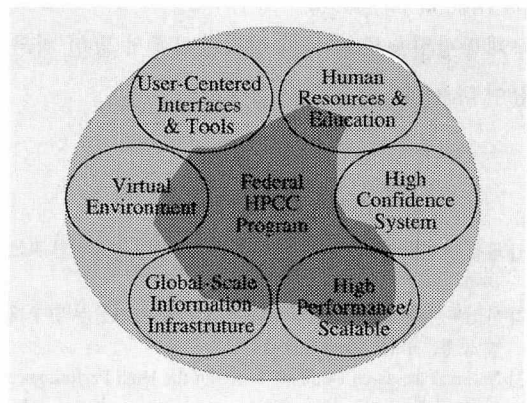 User-Centered
Interfaces
& Tools
Human
Resources &
Education
Virtual
Environment
Federal
HPCC
Program
High
Confidence
System
Global-Scale
Information
Infrastruture
High
Performance/
Scalable